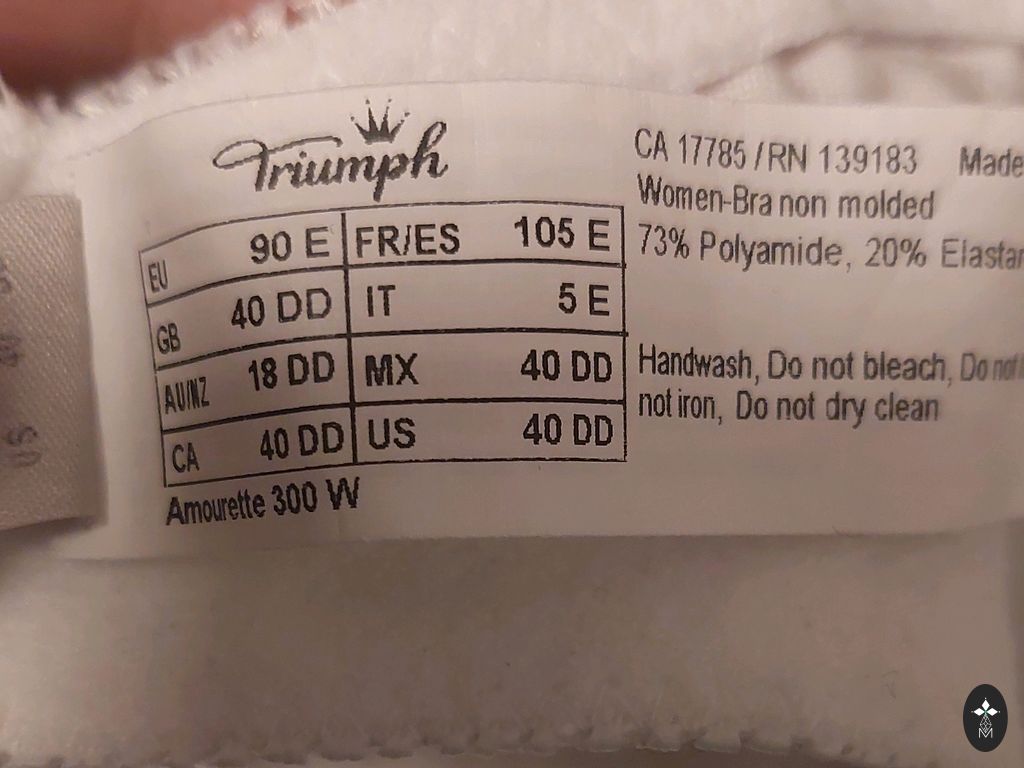 Triumph
EU 90 E FR/ES 105 E
GB 40 DD IT 5 E
AU/NZ 18 DD MX 40 DD
CA 40 DD US 40 DD
Amourette 300 W
CA 17785 / RN 139183 Made
Women-Bra non molded
73% Polyamide, 20% Elastan
Handwash, Do not bleach, Do not
not iron, Do not dry clean
M